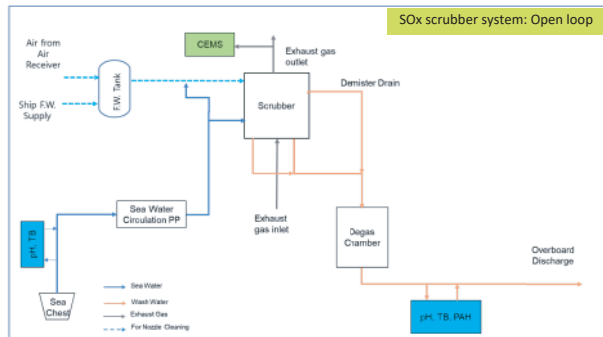 SOx scrubber system: Open loop
Air from
Air
Receiver
CEMS
Exhaust gas
outlet
Demister Drain
F.W. Tank
Scrubber
Ship F.W.
Supply
Sea Water
Circulation PP
Exhaust
gas inlet
Degas
Chamber
pH, TB
Overboard
Discharge
Sea
Chest
Sea Water
Wash Water
Exhaust Gas
For Nozzle Cleaning
pH, TB, PAH